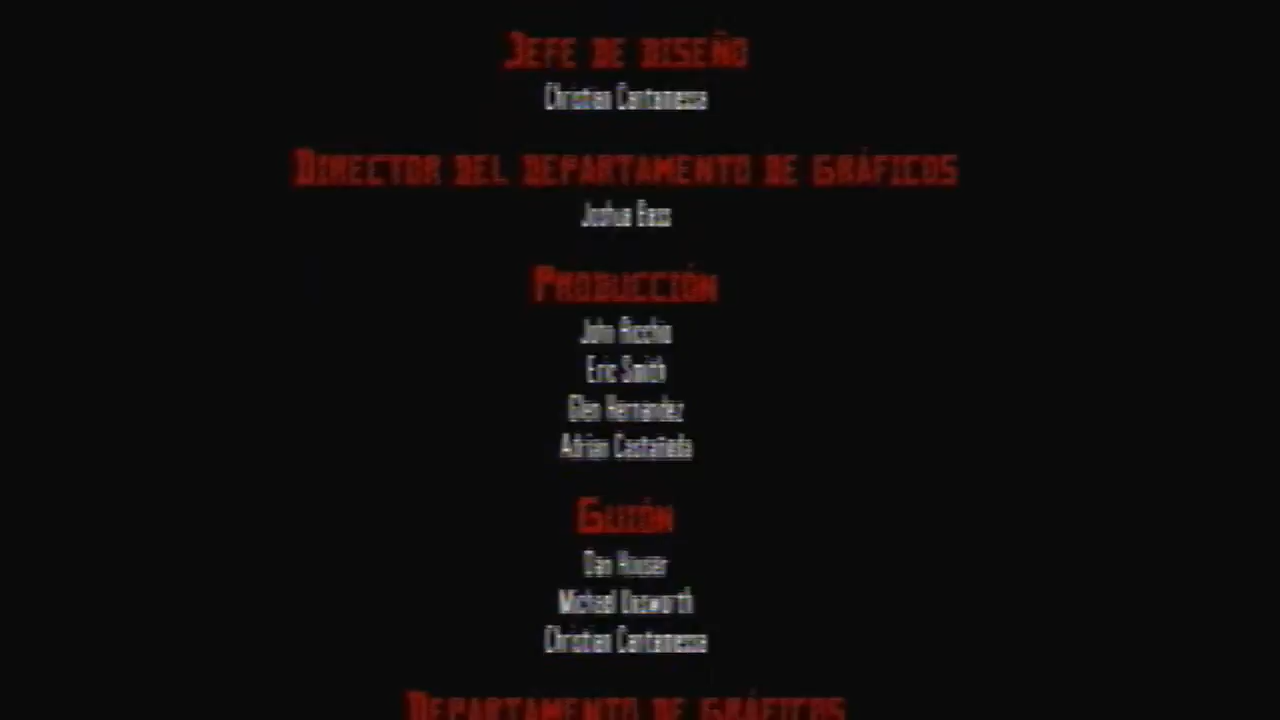 Jefe de diseño
Christian Cantamessa
Director del departamento de gráficos
Joshua Bass
Producción
John
Eric Smith
Glen Hernandez
Adrian Castañeda
Guión
Dan Houser
Michael Unsworth
Christian Cantamessa
Departamento de gráficos